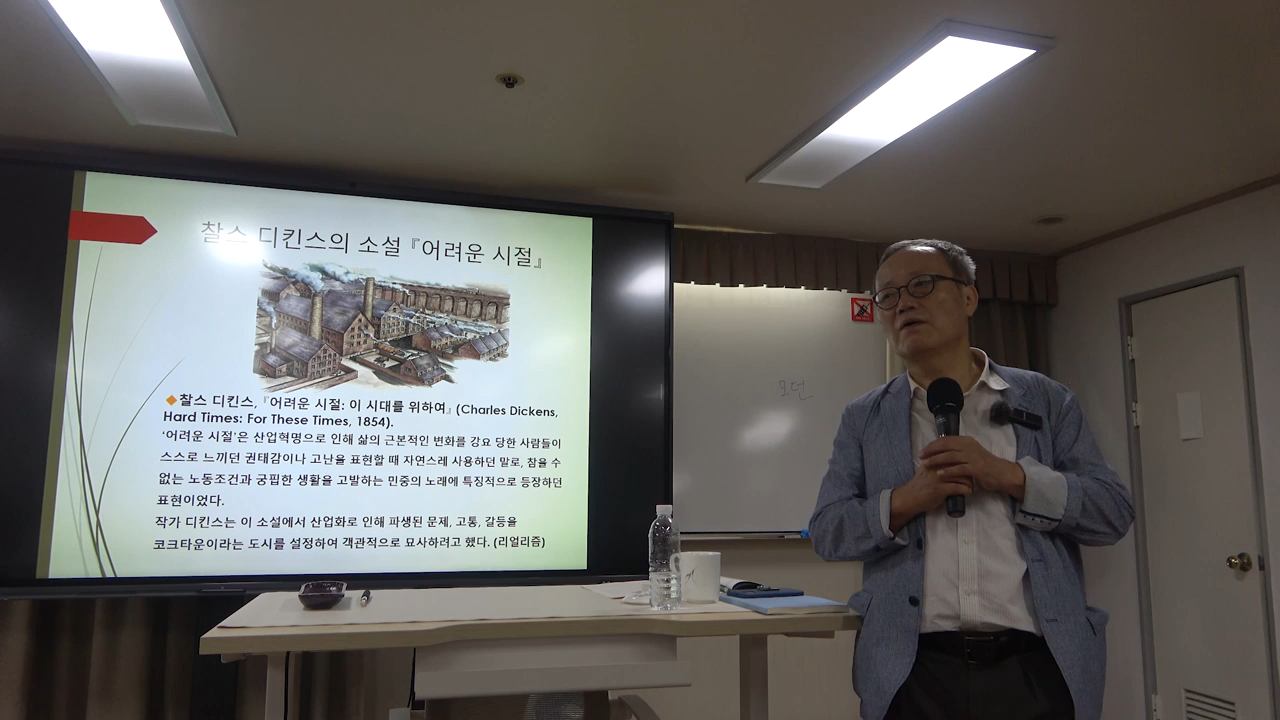 찰스 디킨스의 소설 『어려운 시절』
◆찰스 디킨스, 『어려운 시절: 이 시대를 위하여』 (Charles Dickens,
Hard Times: For These Times, 1854).
‘어려운 시절’은 산업혁명으로 인해 삶의 근본적인 변화를 강요 당한 사람들이
스스로 느끼던 권태감이나 고난을 표현할 때 자연스레 사용하던 말로, 참을 수
없는 노동조건과 궁핍한 생활을 고발하는 민중의 노래에 특징적으로 등장하던
표현이었다.
작가 디킨스는 이 소설에서 산업화로 인해 파생된 문제, 고통, 갈등을
코크타운이라는 도시를 설정하여 객관적으로 묘사하려고 했다. (리얼리즘)
모던